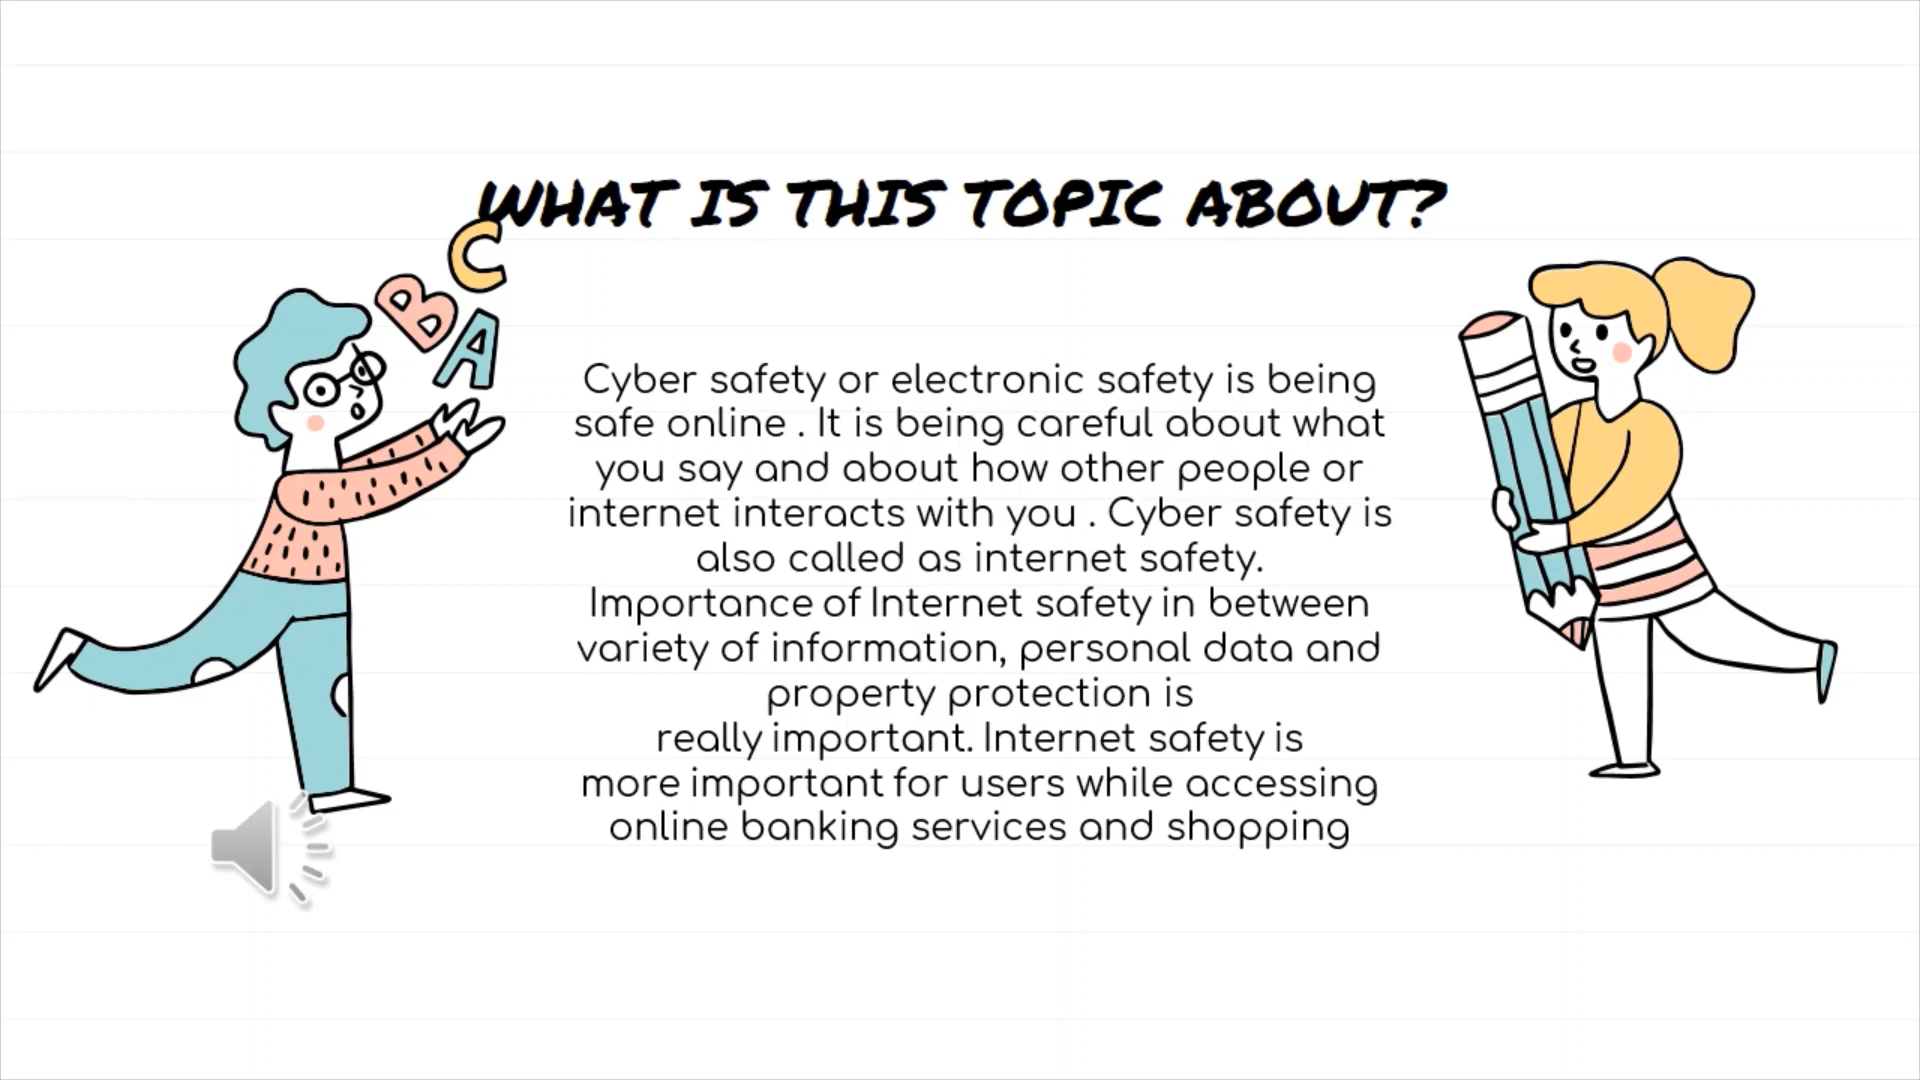 WHAT IS THIS TOPIC ABOUT?
C
B
A
Cyber safety or electronic safety is being
safe online . It is being careful about what
you say and about how other people or
internet interacts with you . Cyber safety is
also called as internet safety.
Importance of Internet safety in between
variety of information, personal data and
property protection is
really important. Internet safety is
more important for users while accessing
online banking services and shopping